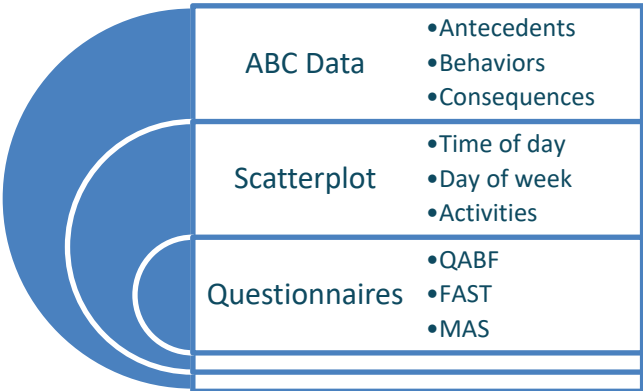 ABC Data
•Antecedents
•Behaviors
•Consequences
Scatterplot
•Time of day
•Day of week
•Activities
Questionnaires
•QABF
•FAST
•MAS